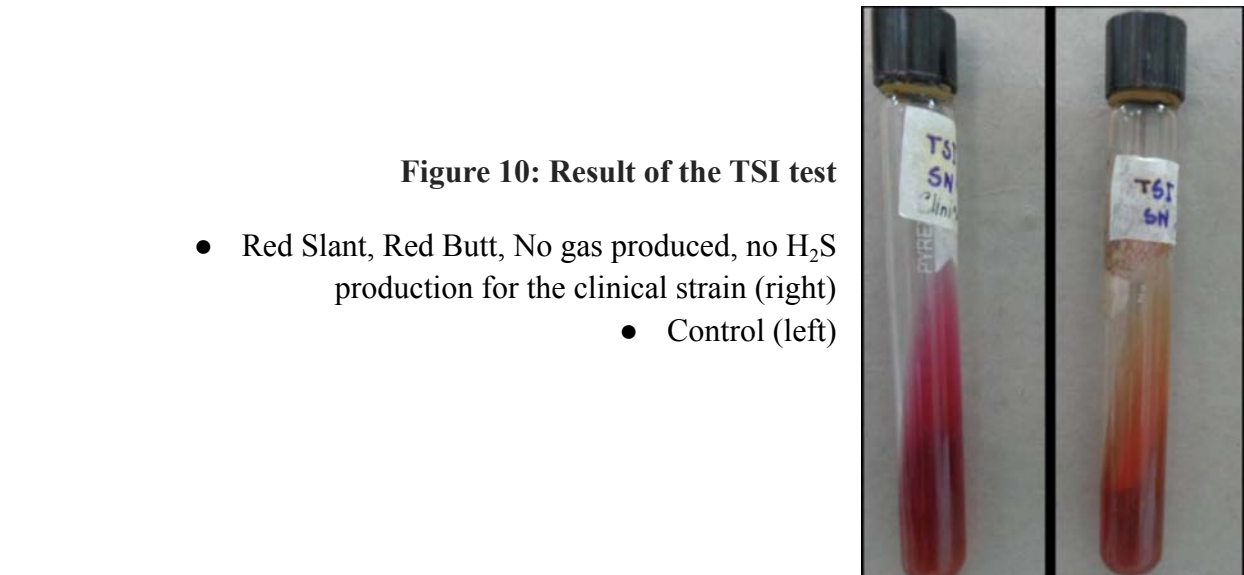 Figure 10: Result of the TSI test
● Red Slant, Red Butt, No gas produced, no H₂S
production for the clinical strain (right)
● Control (left)
TSI
SN
PYRE
TSI
SN